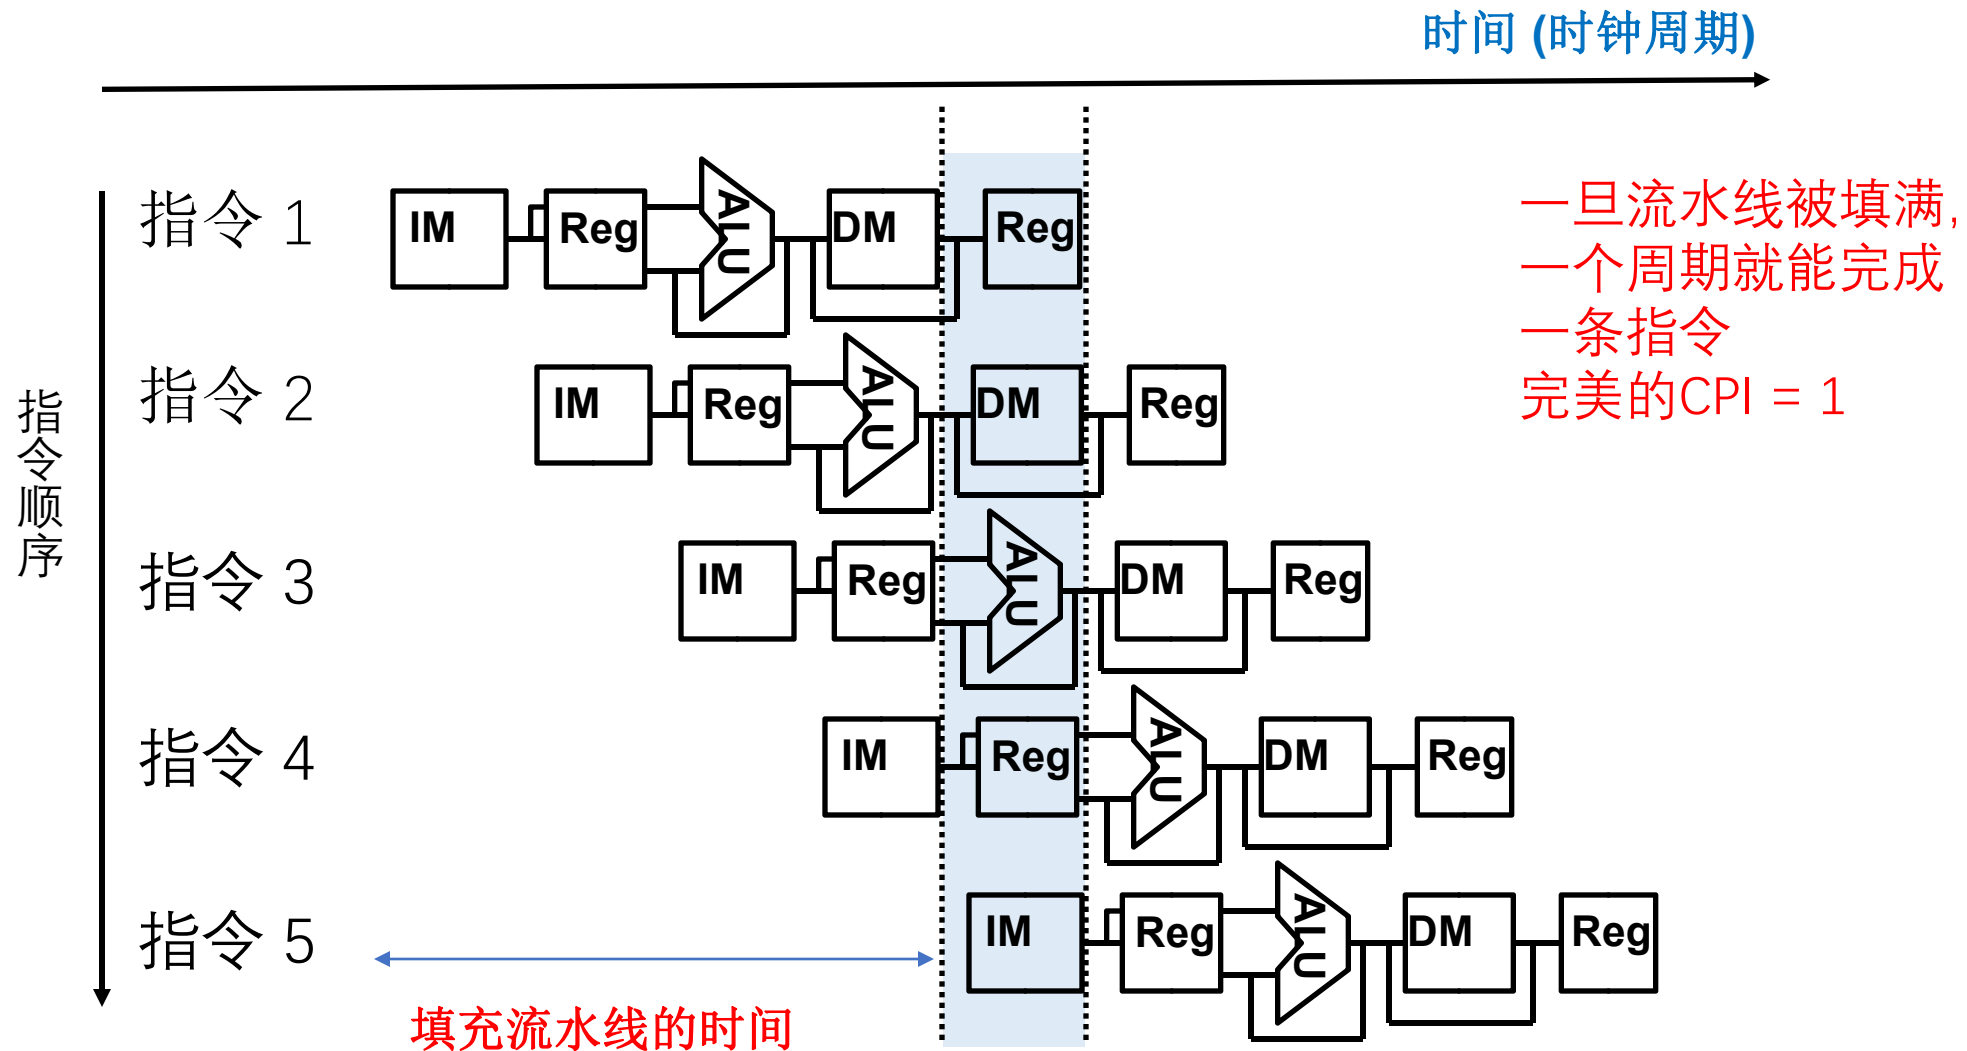 时间 (时钟周期)
指令 1
IM Reg ALU DM Reg
一旦流水线被填满,
一个周期就能完成
一条指令
完美的CPI = 1
指令 2
IM Reg ALU DM Reg
指令顺序
指令 3
IM Reg ALU DM Reg
指令 4
IM Reg ALU DM Reg
指令 5
IM Reg ALU DM Reg
填充流水线的时间